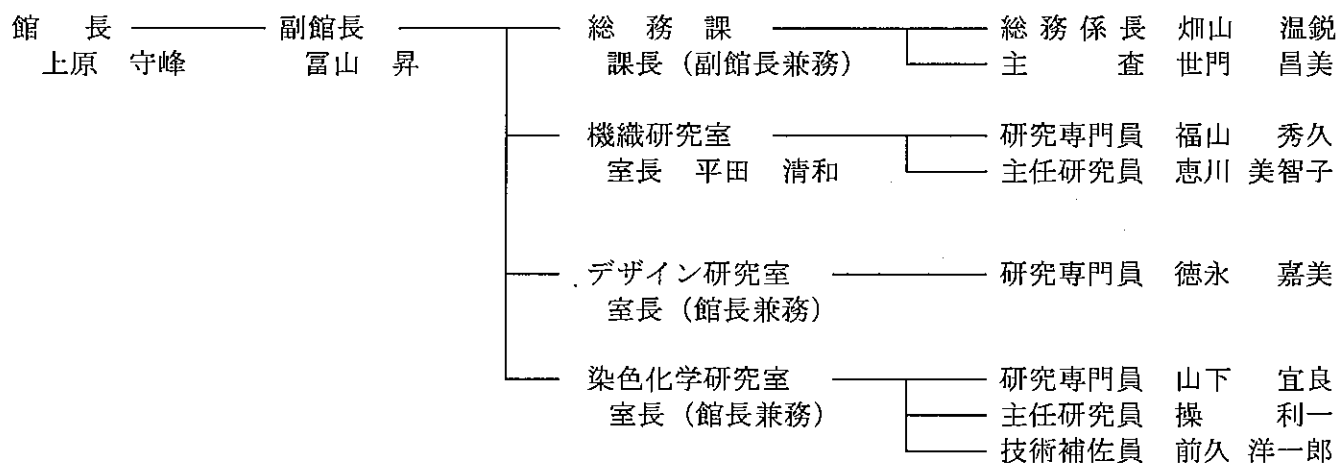 館長 副館長 総務課 総務係長 畑山 温鋭
上原 守峰 冨山 昇 課長（副館長兼務） 主査 世門 昌美
機織研究室 研究専門員 福山 秀久
室長 平田 清和 主任研究員 恵川 美智子
デザイン研究室 研究専門員 徳永 嘉美
室長（館長兼務）
染色化学研究室 研究専門員 山下 宜良
室長（館長兼務） 主任研究員 操 利一
技術補佐員 前久 洋一郎